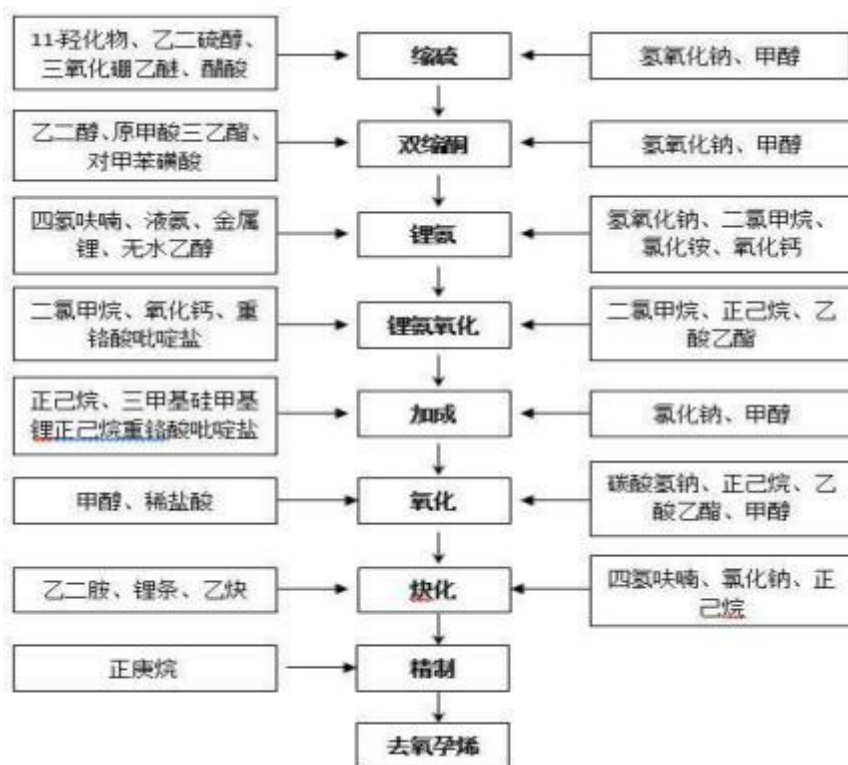 11-羟化物、乙二硫醇、
三氧化硼乙醚、醋酸
缩硫
氢氧化钠、甲醇
乙二醇、原甲酸三乙酯、
对甲苯磺酸
双缩酮
氢氧化钠、甲醇
四氢呋喃、液氨、金属
锂、无水乙醇
锂氨
氢氧化钠、二氯甲烷、
氯化铵、氧化钙
二氯甲烷、氧化钙、重
铬酸吡啶盐
锂氨氧化
二氯甲烷、正己烷、乙
酸乙酯
正己烷、三甲基硅甲基
锂正己烷重铬酸吡啶盐
加成
氯化钠、甲醇
甲醇、稀盐酸
氧化
碳酸氢钠、正己烷、乙
酸乙酯、甲醇
乙二胺、锂条、乙炔
炔化
四氢呋喃、氯化钠、正
己烷
正庚烷
精制
去氧孕烯